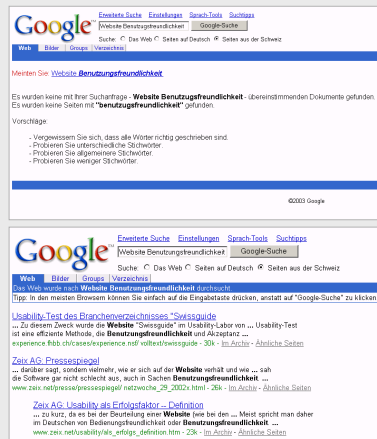 Google
Erweiterte Suche Einstellungen Sprach-Tools Suchtipps
Website Benutzugsfreundlichkeit Google-Suche
Suche: Das Web Seiten auf Deutsch Seiten aus der Schweiz
Web Bilder Groups Verzeichnis
Meinten Sie: Website Benutzungsfreundlichkeit
Es wurden keine mit Ihrer Suchanfrage - Website Benutzugsfreundlichkeit - übereinstimmenden Dokumente gefunden.
Es wurden keine Seiten mit "benutzugsfreundlichkeit" gefunden.
Vorschläge:
- Vergewissern Sie sich, dass alle Wörter richtig geschrieben sind.
- Probieren Sie unterschiedliche Stichwörter.
- Probieren Sie allgemeinere Stichwörter.
- Probieren Sie weniger Stichwörter.
©2003 Google
Google
Erweiterte Suche Einstellungen Sprach-Tools Suchtipps
Website Benutzungsfreundlichkeit Google-Suche
Suche: Das Web Seiten auf Deutsch Seiten aus der Schweiz
Web Bilder Groups Verzeichnis
Das Web wurde nach Website Benutzungsfreundlichkeit durchsucht.
Tipp: In den meisten Browsern können Sie einfach auf die Eingabetaste drücken, anstatt auf "Google-Suche" zu klicken
Usability-Test des Branchenverzeichnisses "Swissguide
... Zu diesem Zweck wurde die Website "Swissguide" im Usability-Labor von ... Usability-Test
ist eine effiziente Methode, die Benutzungsfreundlichkeit und Akzeptanz ...
experience.fhbb.ch/cases/experience.nsf/ volltext/swissguide - 30k - Im Archiv - Ähnliche Seiten
Zeix AG: Pressespiegel
... darüber sagt, sondern vielmehr, wie er sich auf der Website verhält und wie ... sah
die Software gar nicht schlecht aus, auch in Sachen Benutzungsfreundlichkeit. ...
www.zeix.net/presse/pressespiegel/ netzwoche_29_2002x.html - 26k - Im Archiv - Ähnliche Seiten
Zeix AG: Usability als Erfolgsfaktor -- Definition
... zu kurz, da es bei der Beurteilung einer Website (wie bei den ... Meist spricht man daher
im Deutschen von Bedienungsfreundlichkeit oder Benutzungsfreundlichkeit. ...
www.zeix.net/usability/als_erfolgs_definition.htm - 23k - Im Archiv - Ähnliche Seiten